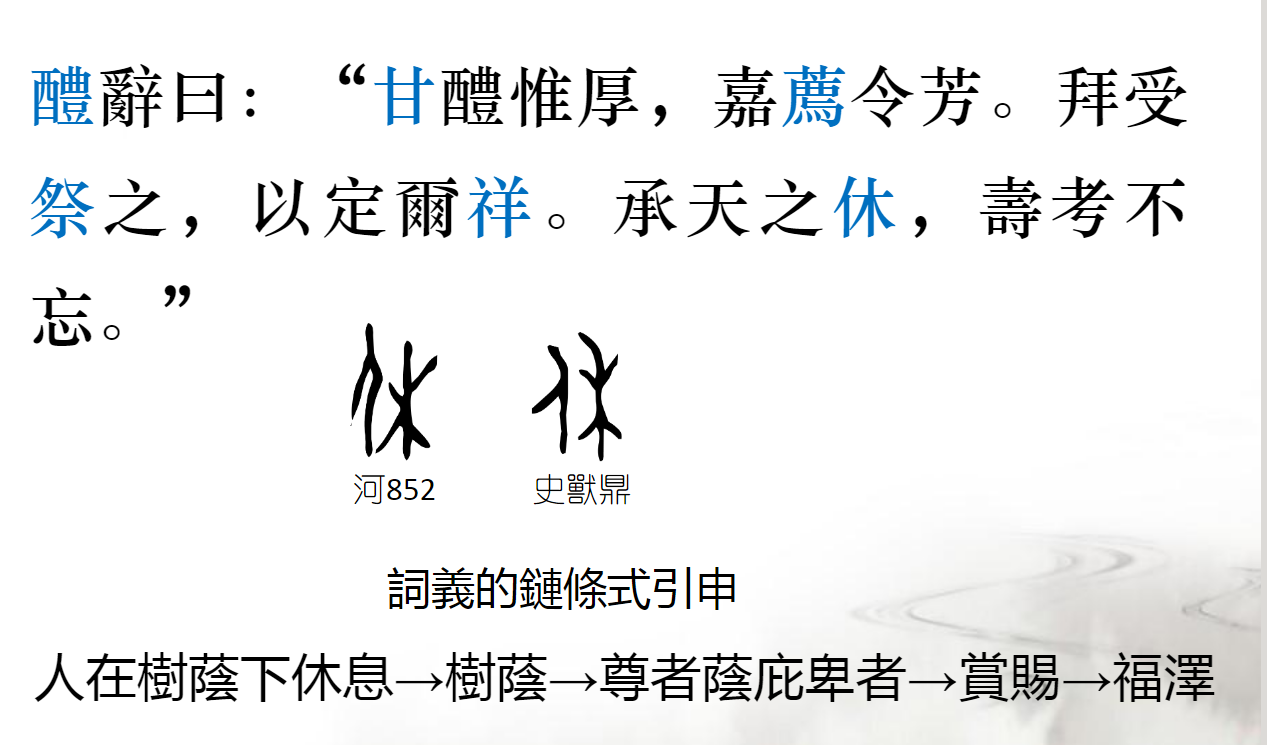 醴辭曰：“甘醴惟厚，嘉薦令芳。拜受
祭之，以定爾祥。承天之休，壽考不
忘。”
河852
史獸鼎
詞義的鏈條式引申
人在樹蔭下休息→樹蔭→尊者蔭庇卑者→賞賜→福澤